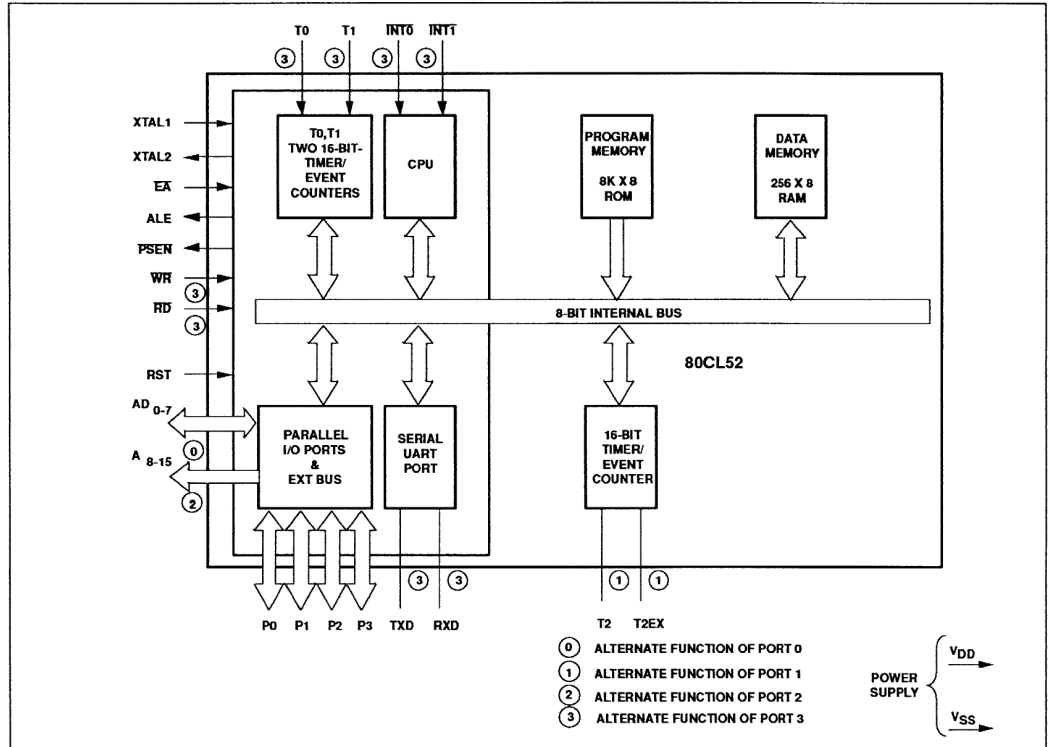 T0 T1 INT0 INT1
3 3 3 3
XTAL1
XTAL2
EA
ALE
PSEN
WR
3
RD
3
RST
AD 0-7
0
A 8-15
2
T0,T1
TWO 16-BIT-
TIMER/
EVENT
COUNTERS
CPU
PROGRAM
MEMORY
8K X 8
ROM
DATA
MEMORY
256 X 8
RAM
8-BIT INTERNAL BUS
80CL52
PARALLEL
I/O PORTS
&
EXT BUS
SERIAL
UART
PORT
16-BIT
TIMER/
EVENT
COUNTER
3 3
1 1
P0 P1 P2 P3 TXD RXD
T2 T2EX
0 ALTERNATE FUNCTION OF PORT 0
1 ALTERNATE FUNCTION OF PORT 1
2 ALTERNATE FUNCTION OF PORT 2
3 ALTERNATE FUNCTION OF PORT 3
POWER
SUPPLY
VDD
VSS